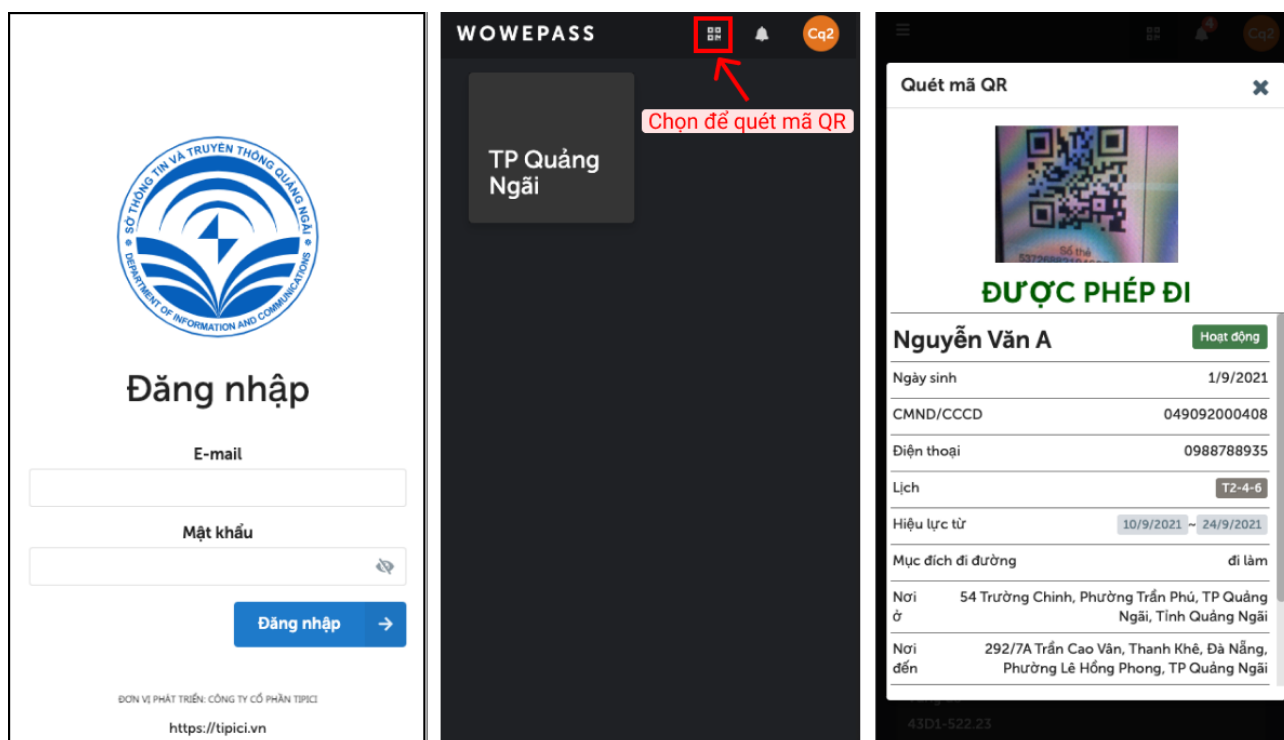 SỞ THÔNG TIN VÀ TRUYỀN THÔNG QUẢNG NGÃI
DEPARTMENT OF INFORMATION AND COMMUNICATIONS
Đăng nhập
E-mail
Mật khẩu
Đăng nhập
ĐƠN VỊ PHÁT TRIỂN: CÔNG TY CỔ PHẦN TIPICI
https://tipici.vn
WOWEPASS
Cq2
Chọn để quét mã QR
TP Quảng
Ngãi
4
Cq2
Quét mã QR
Số thẻ
ĐƯỢC PHÉP ĐI
Nguyễn Văn A Hoạt động
Ngày sinh 1/9/2021
CMND/CCCD 049092000408
Điện thoại 0988788935
Lịch T2-4-6
Hiệu lực từ 10/9/2021 ~ 24/9/2021
Mục đích đi đường đi làm
Nơi ở 54 Trường Chinh, Phường Trần Phú, TP Quảng
Ngãi, Tỉnh Quảng Ngãi
Nơi đến 292/7A Trần Cao Vân, Thanh Khê, Đà Nẵng,
Phường Lê Hồng Phong, TP Quảng Ngãi
43D1-522.23